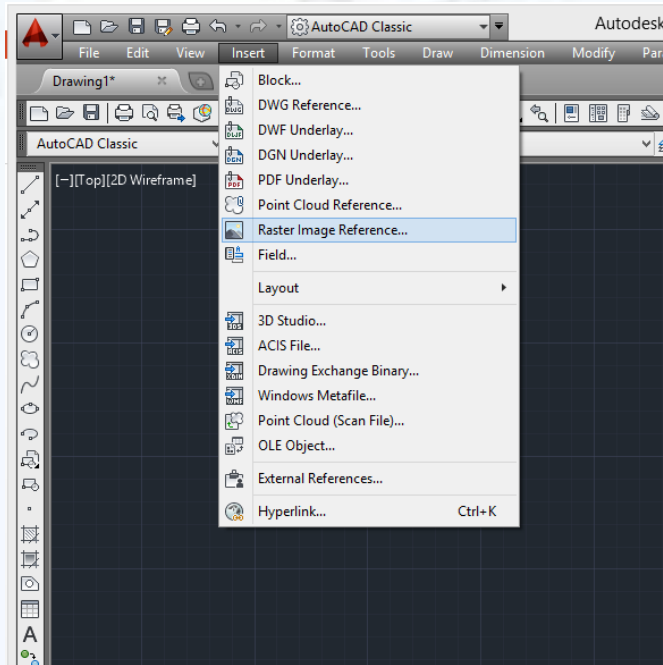 AutoCAD Classic
Autodesk
File Edit View Insert Format Tools Draw Dimension Modify Para
Drawing1*
Block...
DWG Reference...
DWF Underlay...
DGN Underlay...
PDF Underlay...
Point Cloud Reference...
Raster Image Reference...
Field...
Layout
3D Studio...
ACIS File...
Drawing Exchange Binary...
Windows Metafile...
Point Cloud (Scan File)...
OLE Object...
External References...
Hyperlink... Ctrl+K
AutoCAD Classic
[−][Top][2D Wireframe]
A